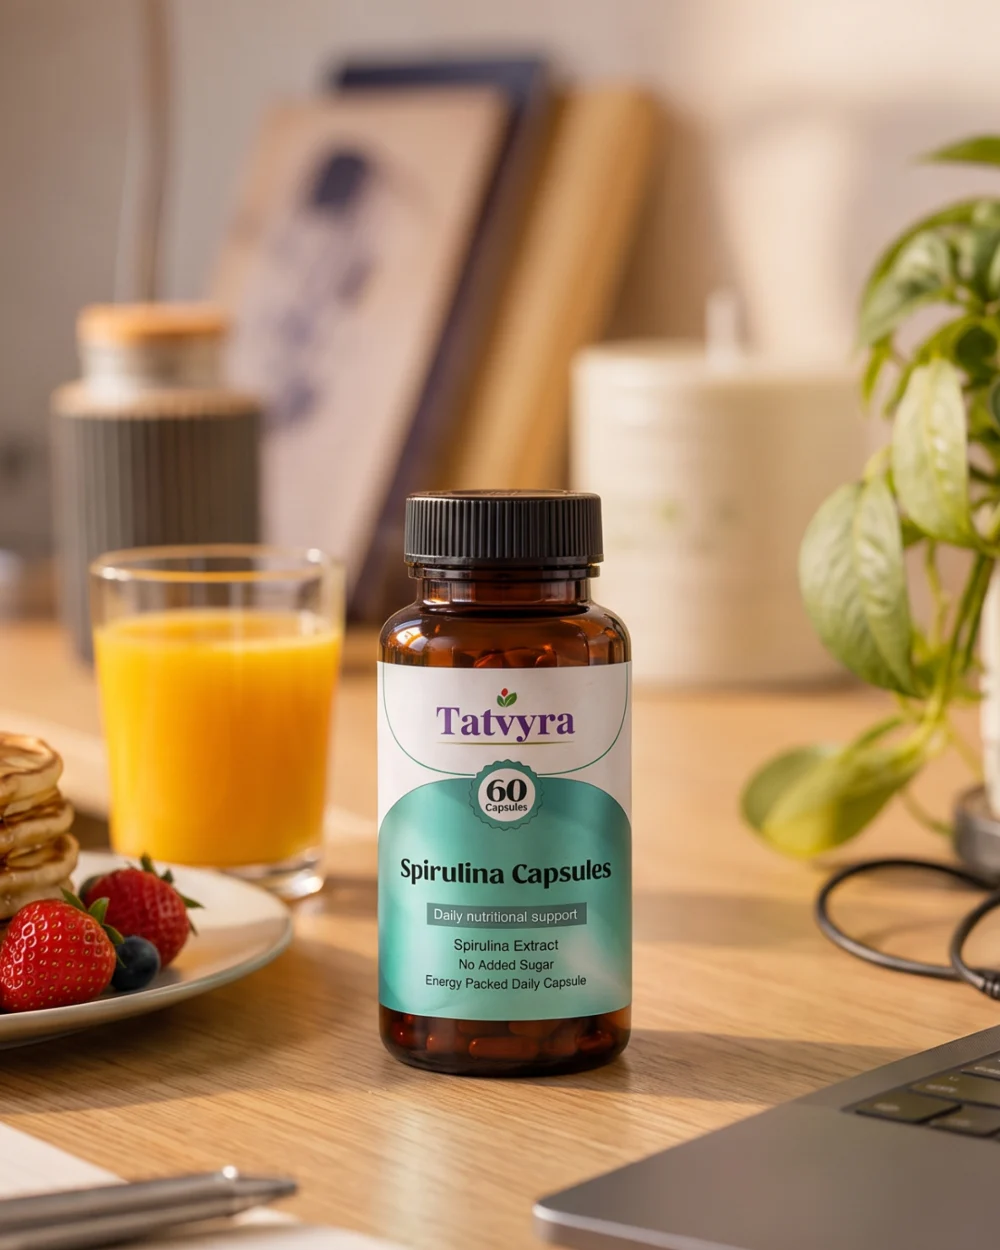 Tatvyra
60
Capsules
Spirulina Capsules
Daily nutritional support
Spirulina Extract
No Added Sugar
Energy Packed Daily Capsule